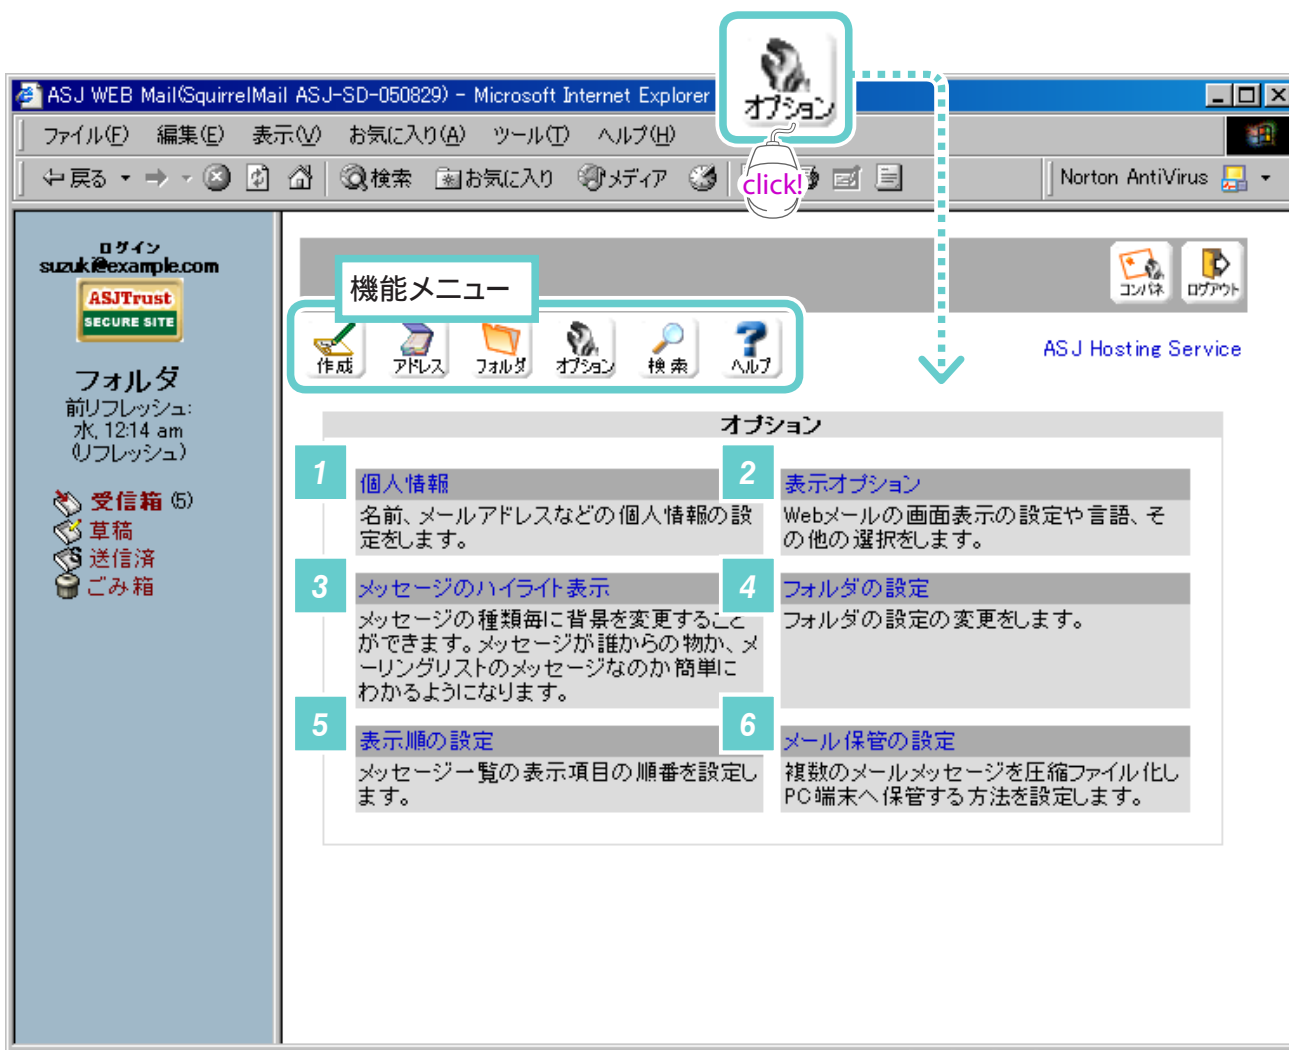 オプション
click!
ASJ WEB Mail(SquirrelMail ASJ-SD-050829) - Microsoft Internet Explorer
ファイル(F) 編集(E) 表示(V) お気に入り(A) ツール(T) ヘルプ(H)
戻る 検索 お気に入り メディア Norton AntiVirus
ログイン
suzuki@example.com
ASJTrust
SECURE SITE
フォルダ
前リフレッシュ:
水, 12:14 am
(リフレッシュ)
受信箱 (5)
草稿
送信済
ごみ箱
コンパネ ログアウト
機能メニュー
作成 アドレス フォルダ オプション 検索 ヘルプ
ASJ Hosting Service
オプション
1 個人情報
名前、メールアドレスなどの個人情報の設
定をします。
2 表示オプション
Webメールの画面表示の設定や言語、そ
の他の選択をします。
3 メッセージのハイライト表示
メッセージの種類毎に背景を変更すること
ができます。メッセージが誰からの物か、メ
ーリングリストのメッセージなのか簡単に
わかるようになります。
4 フォルダの設定
フォルダの設定の変更をします。
5 表示順の設定
メッセージ一覧の表示項目の順番を設定し
ます。
6 メール保管の設定
複数のメールメッセージを圧縮ファイル化し
PC端末へ保管する方法を設定します。